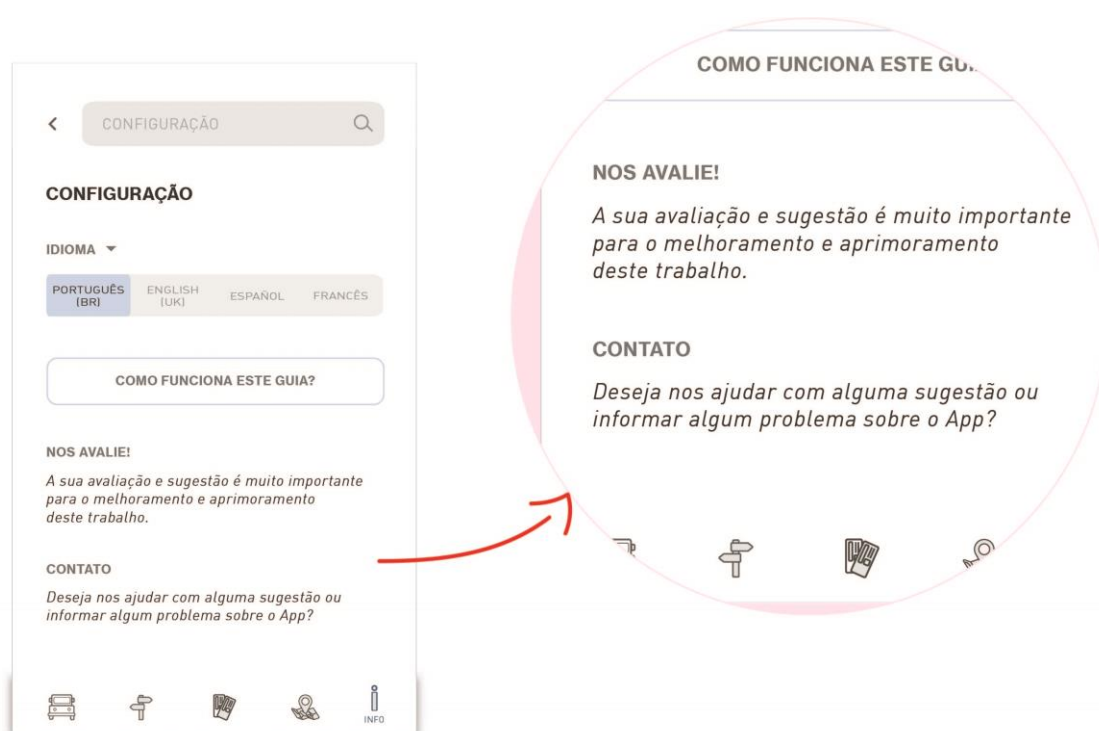 CONFIGURAÇÃO
CONFIGURAÇÃO
IDIOMA
PORTUGUÊS
(BR)
ENGLISH
(UK)
ESPAÑOL
FRANCÊS
COMO FUNCIONA ESTE GUIA?
NOS AVALIE!
A sua avaliação e sugestão é muito importante
para o melhoramento e aprimoramento
deste trabalho.
CONTATO
Deseja nos ajudar com alguma sugestão ou
informar algum problema sobre o App?
INFO
COMO FUNCIONA ESTE
NOS AVALIE!
A sua avaliação e sugestão é muito importante
para o melhoramento e aprimoramento
deste trabalho.
CONTATO
Deseja nos ajudar com alguma sugestão ou
informar algum problema sobre o App?